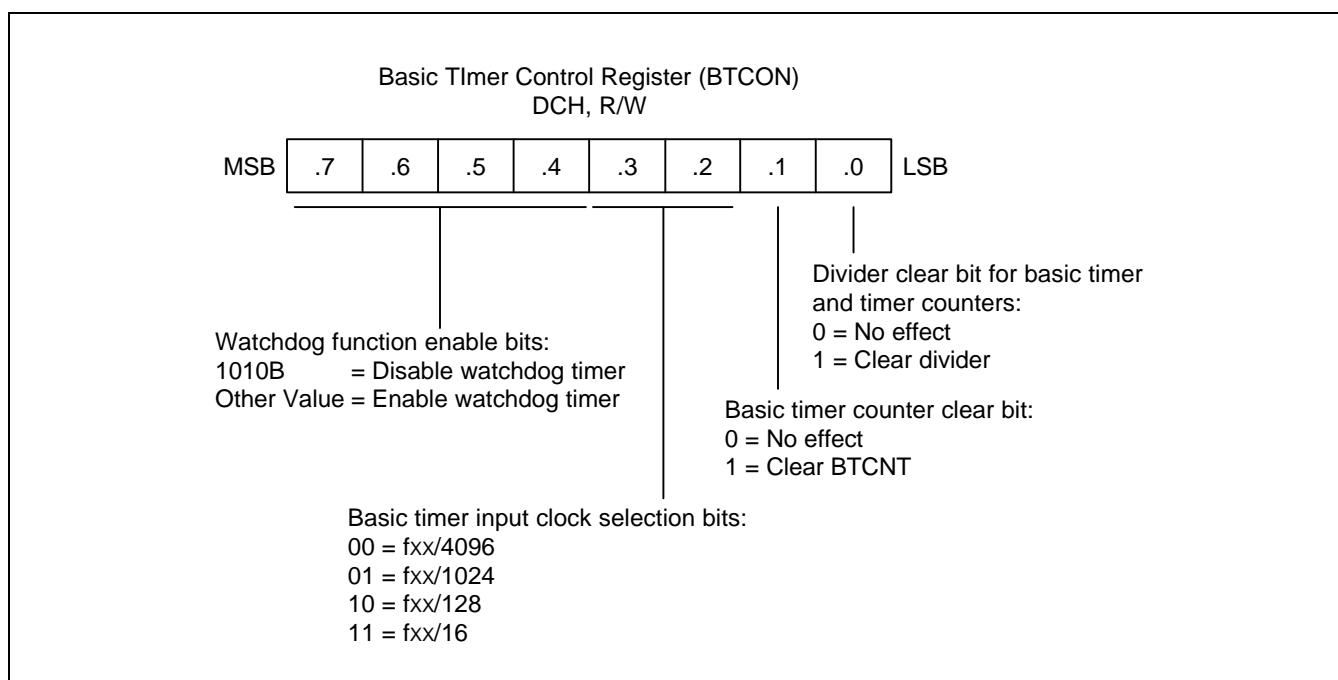 Basic TImer Control Register (BTCON)
DCH, R/W
MSB .7 .6 .5 .4 .3 .2 .1 .0 LSB
Divider clear bit for basic timer
and timer counters:
0 = No effect
1 = Clear divider
Watchdog function enable bits:
1010B = Disable watchdog timer
Other Value = Enable watchdog timer
Basic timer counter clear bit:
0 = No effect
1 = Clear BTCNT
Basic timer input clock selection bits:
00 = fxx/4096
01 = fxx/1024
10 = fxx/128
11 = fxx/16